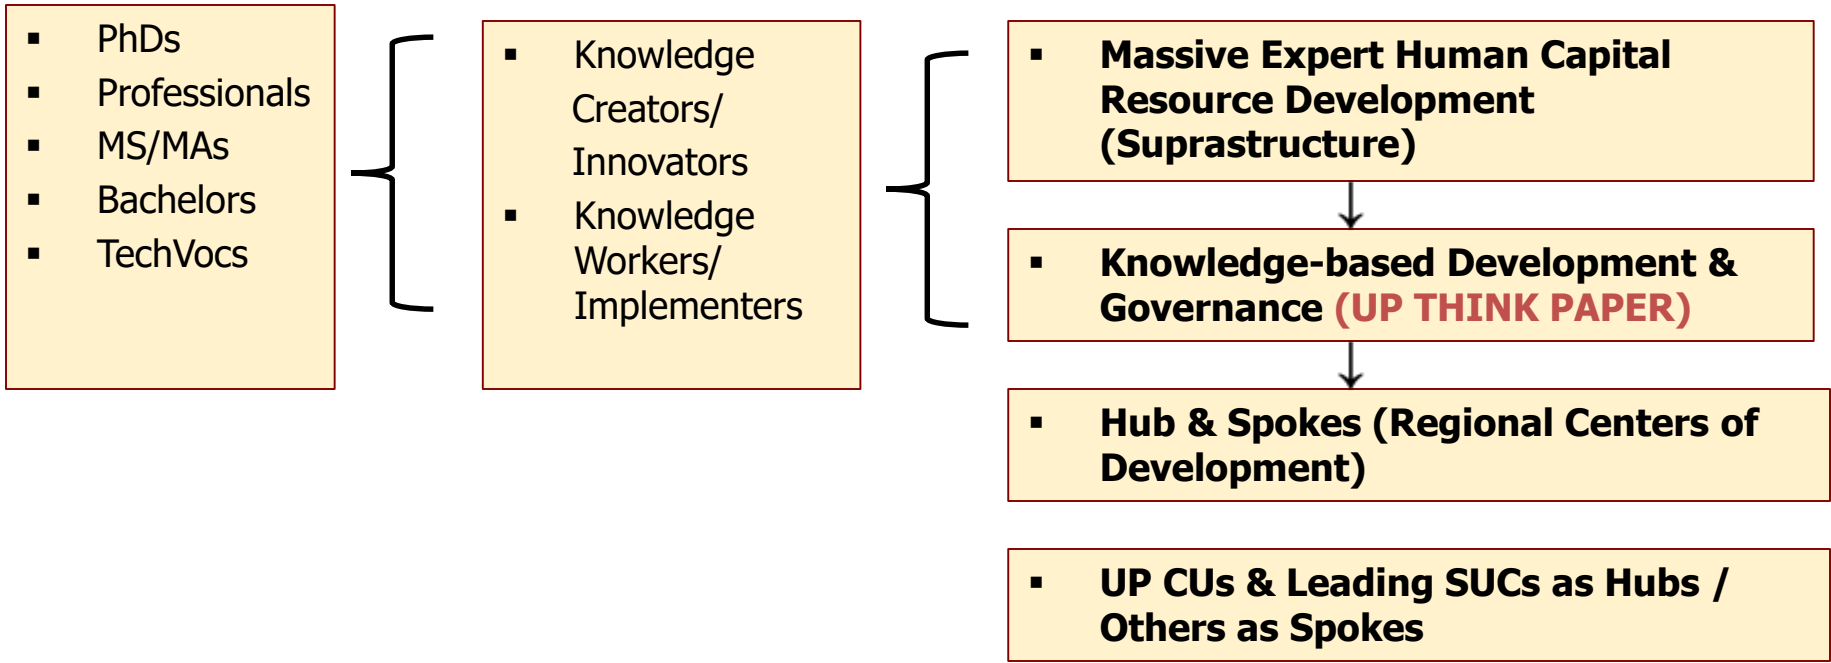 ▪ PhDs
▪ Professionals
▪ MS/MAs
▪ Bachelors
▪ TechVocs
▪ Knowledge
Creators/
Innovators
▪ Knowledge
Workers/
Implementers
▪ Massive Expert Human Capital
Resource Development
(Suprastructure)
▪ Knowledge-based Development &
Governance (UP THINK PAPER)
▪ Hub & Spokes (Regional Centers of
Development)
▪ UP CUs & Leading SUCs as Hubs /
Others as Spokes